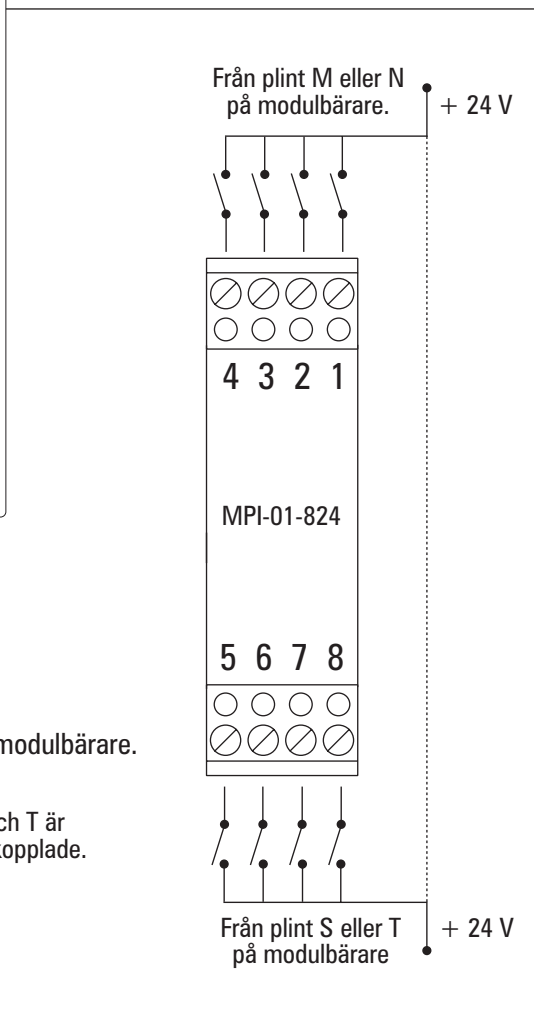 Från plint M eller N
på modulbärare.
+ 24 V
4 3 2 1
MPI-01-824
5 6 7 8
modulbärare.
ch T är
kopplade.
Från plint S eller T
på modulbärare
+ 24 V